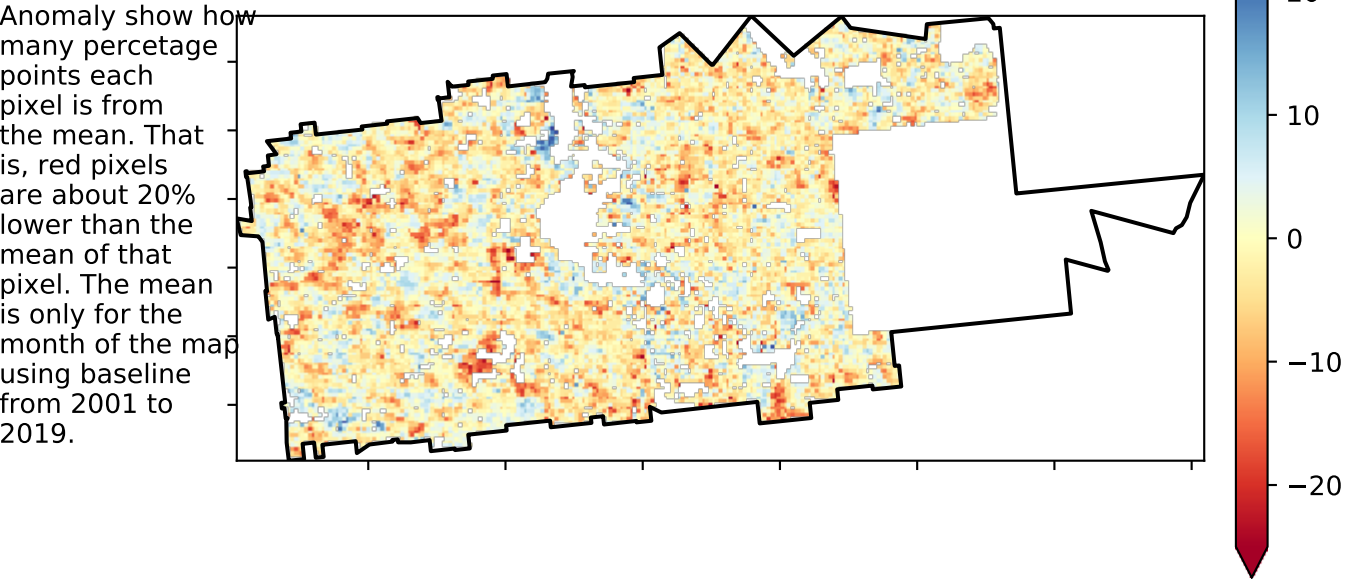 Anomaly show how
many percetage
points each
pixel is from
the mean. That
is, red pixels
are about 20%
lower than the
mean of that
pixel. The mean
is only for the
month of the map
using baseline
from 2001 to
2019.
10
0
−10
−20